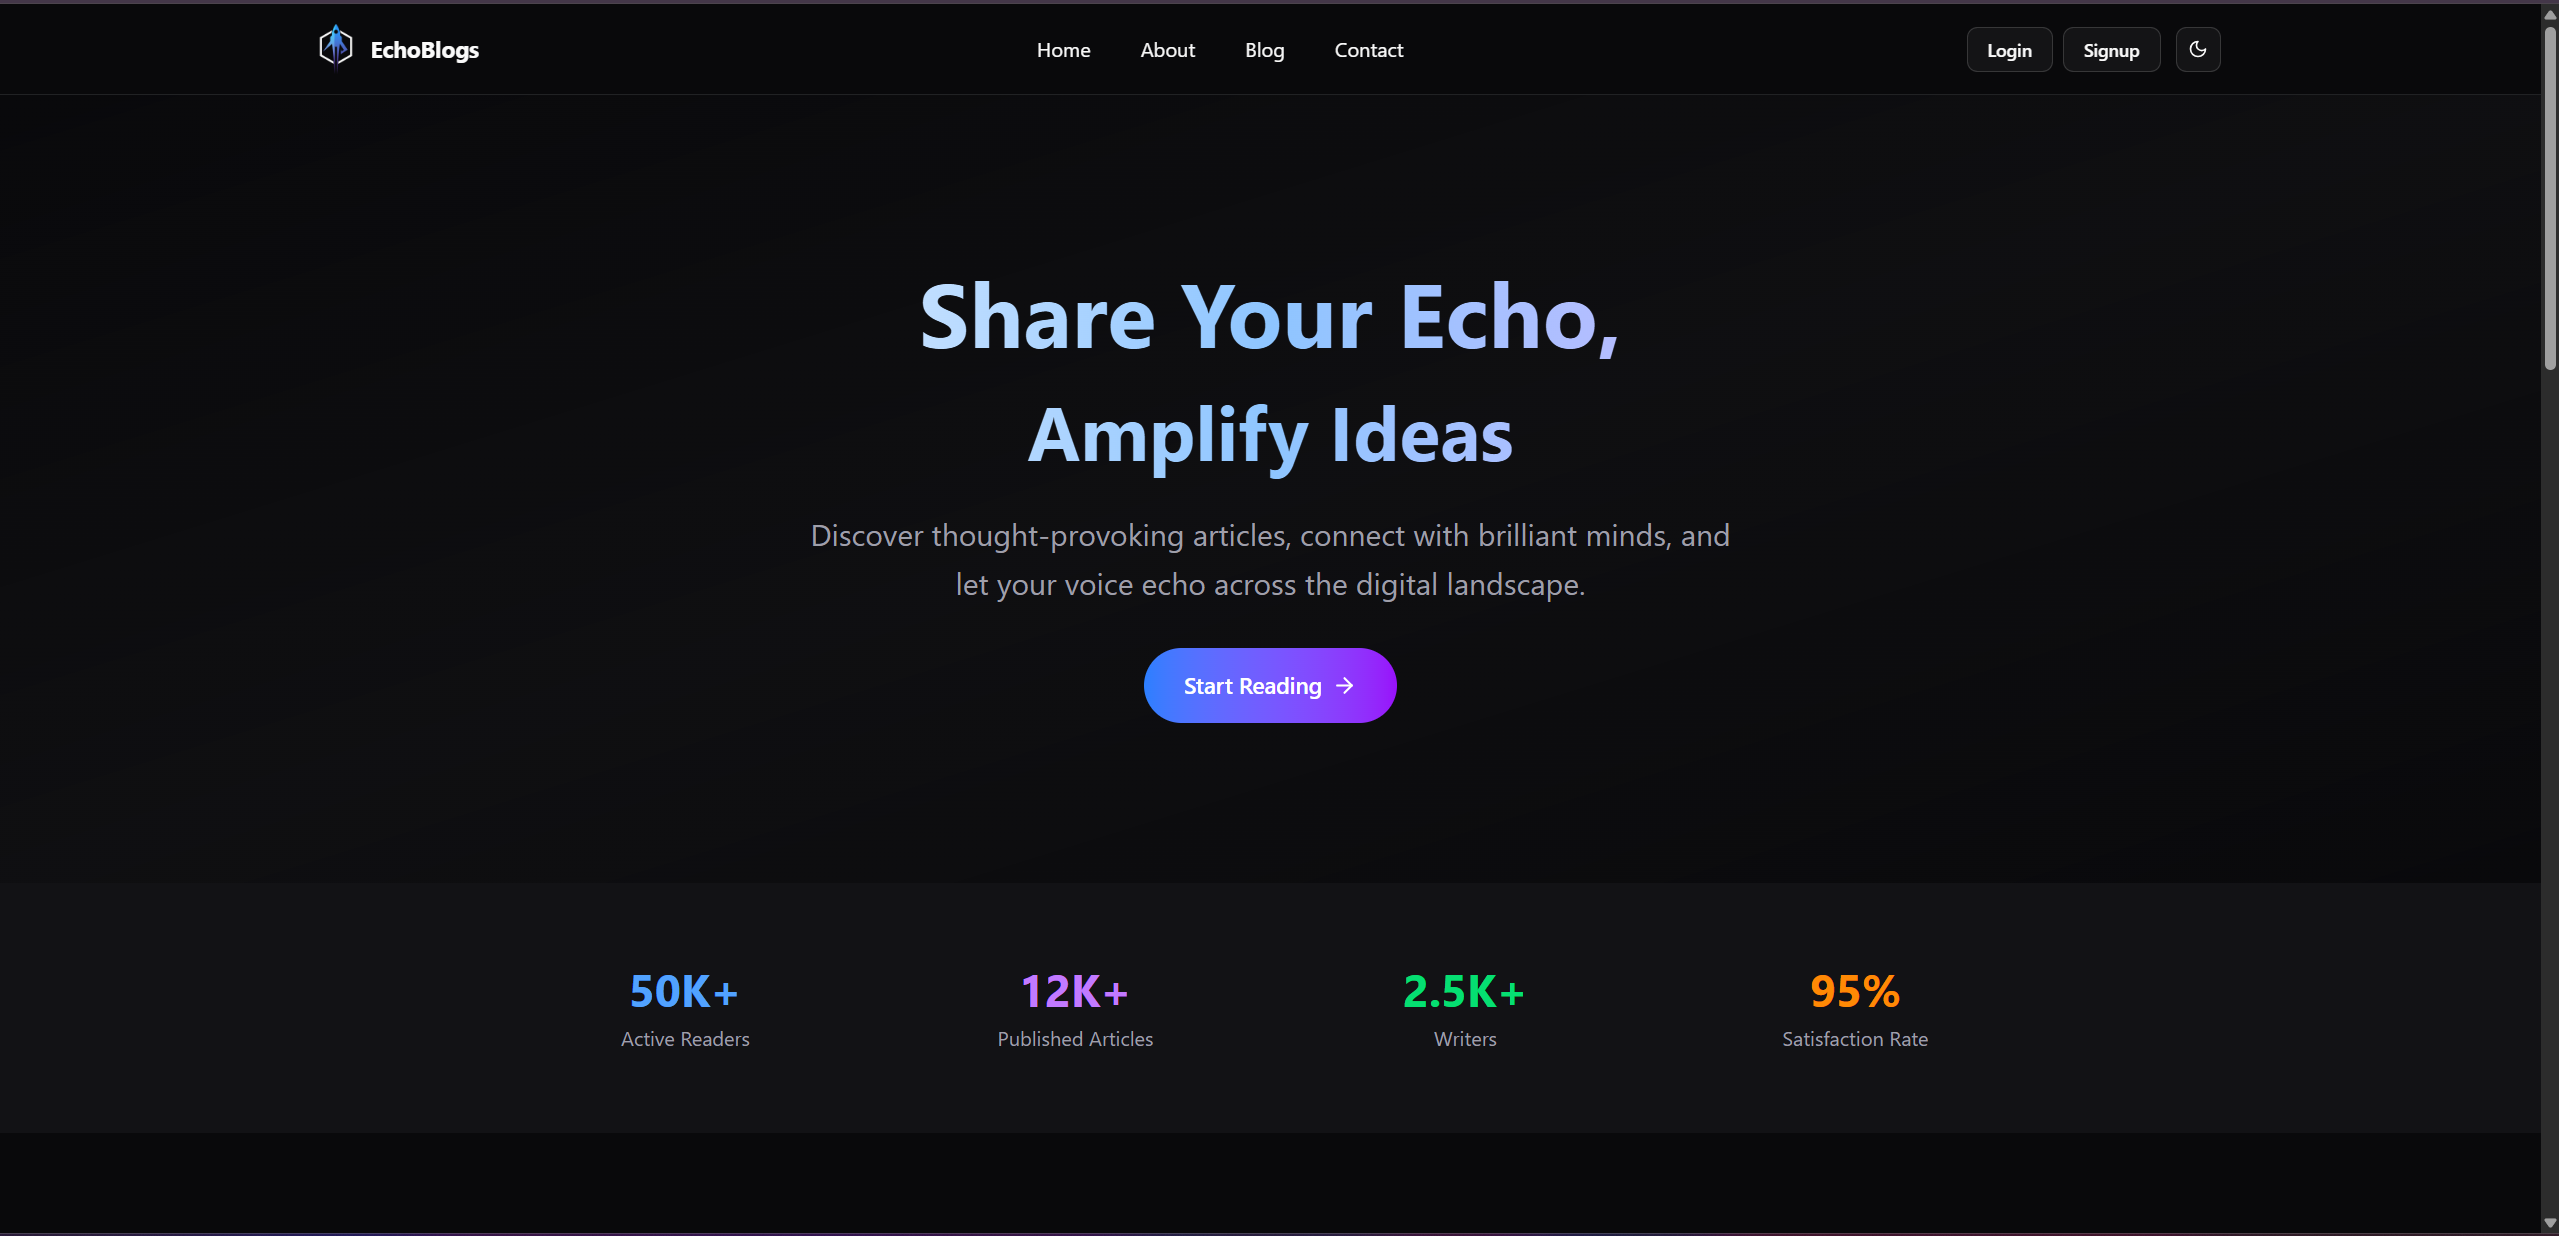 EchoBlogs
Home About Blog Contact
Login Signup
Share Your Echo,
Amplify Ideas
Discover thought-provoking articles, connect with brilliant minds, and
let your voice echo across the digital landscape.
Start Reading →
50K+ 12K+ 2.5K+ 95%
Active Readers Published Articles Writers Satisfaction Rate